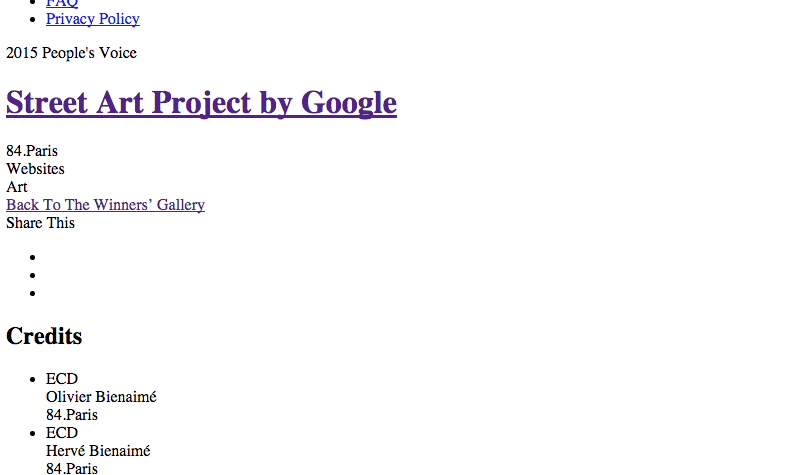 FAQ
Privacy Policy
2015 People's Voice
Street Art Project by Google
84.Paris
Websites
Art
Back To The Winners’ Gallery
Share This
Credits
ECD
Olivier Bienaimé
84.Paris
ECD
Hervé Bienaimé
84.Paris